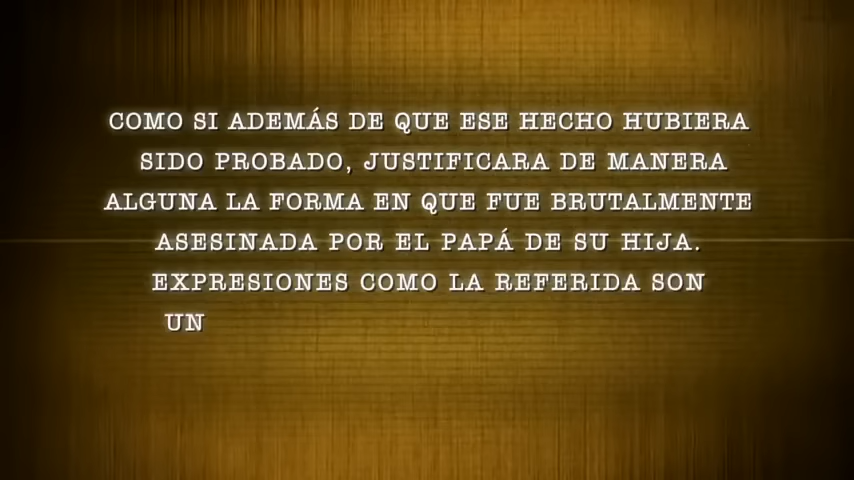 COMO SI ADEMÁS DE QUE ESE HECHO HUBIERA
SIDO PROBADO, JUSTIFICARA DE MANERA
ALGUNA LA FORMA EN QUE FUE BRUTALMENTE
ASESINADA POR EL PAPÁ DE SU HIJA.
EXPRESIONES COMO LA REFERIDA SON
UN